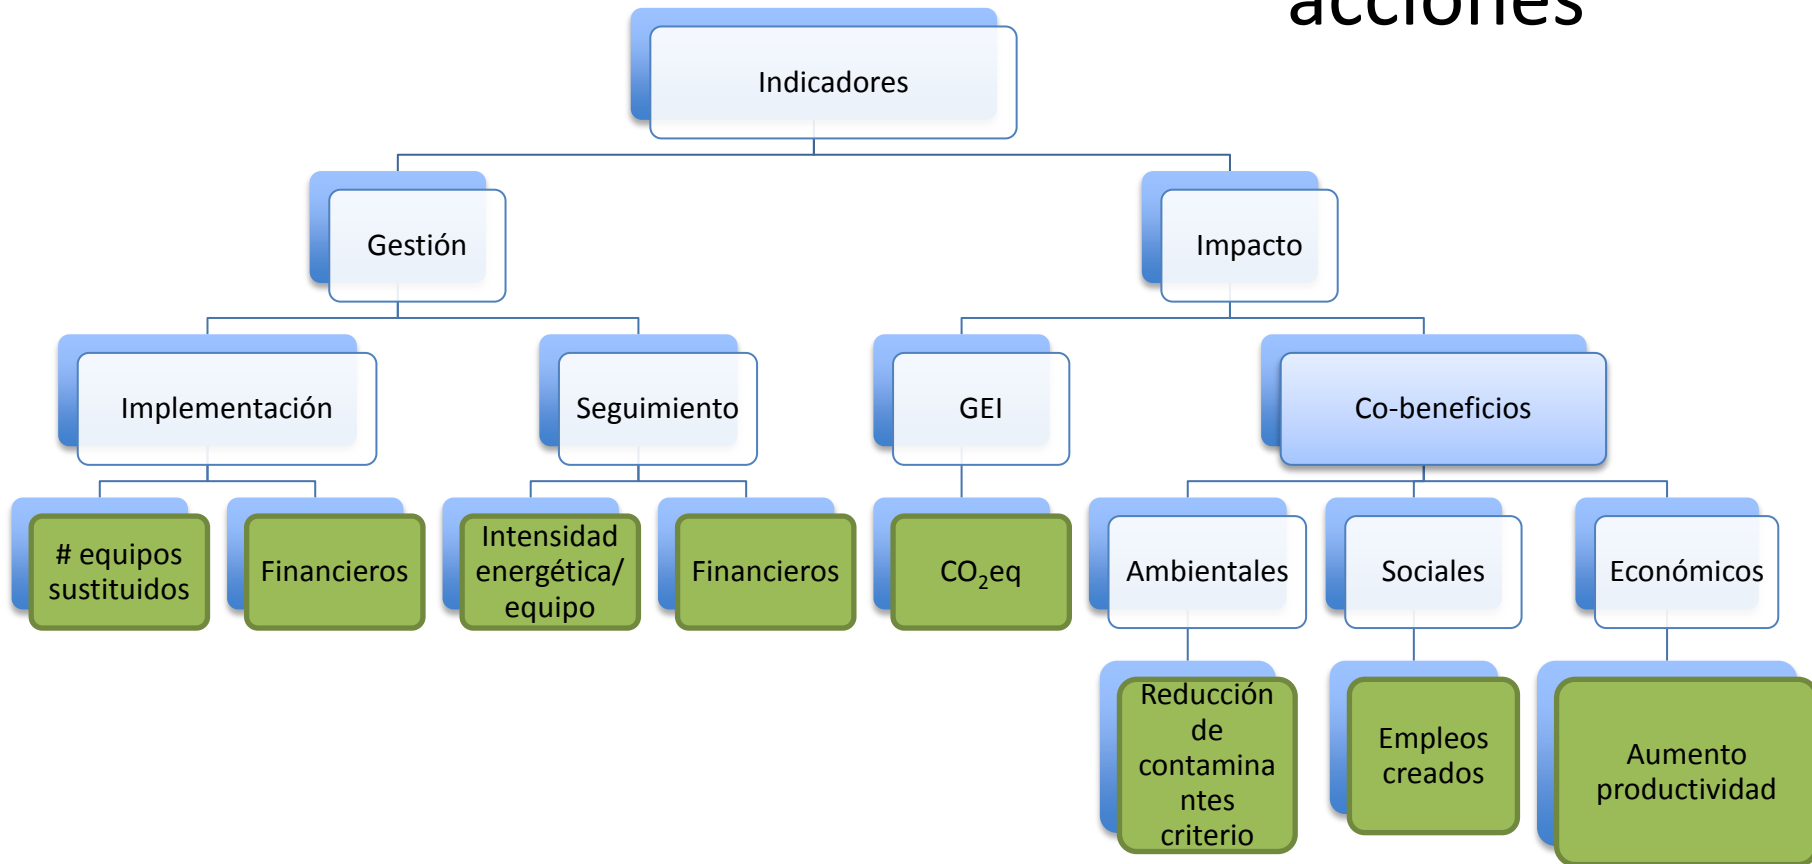 acciones
Indicadores
Gestión
Impacto
Implementación
Seguimiento
GEI
Co-beneficios
# equipos
sustituidos
Financieros
Intensidad
energética/
equipo
Financieros
CO₂eq
Ambientales
Sociales
Económicos
Reducción
de
contamina
ntes
criterio
Empleos
creados
Aumento
productividad